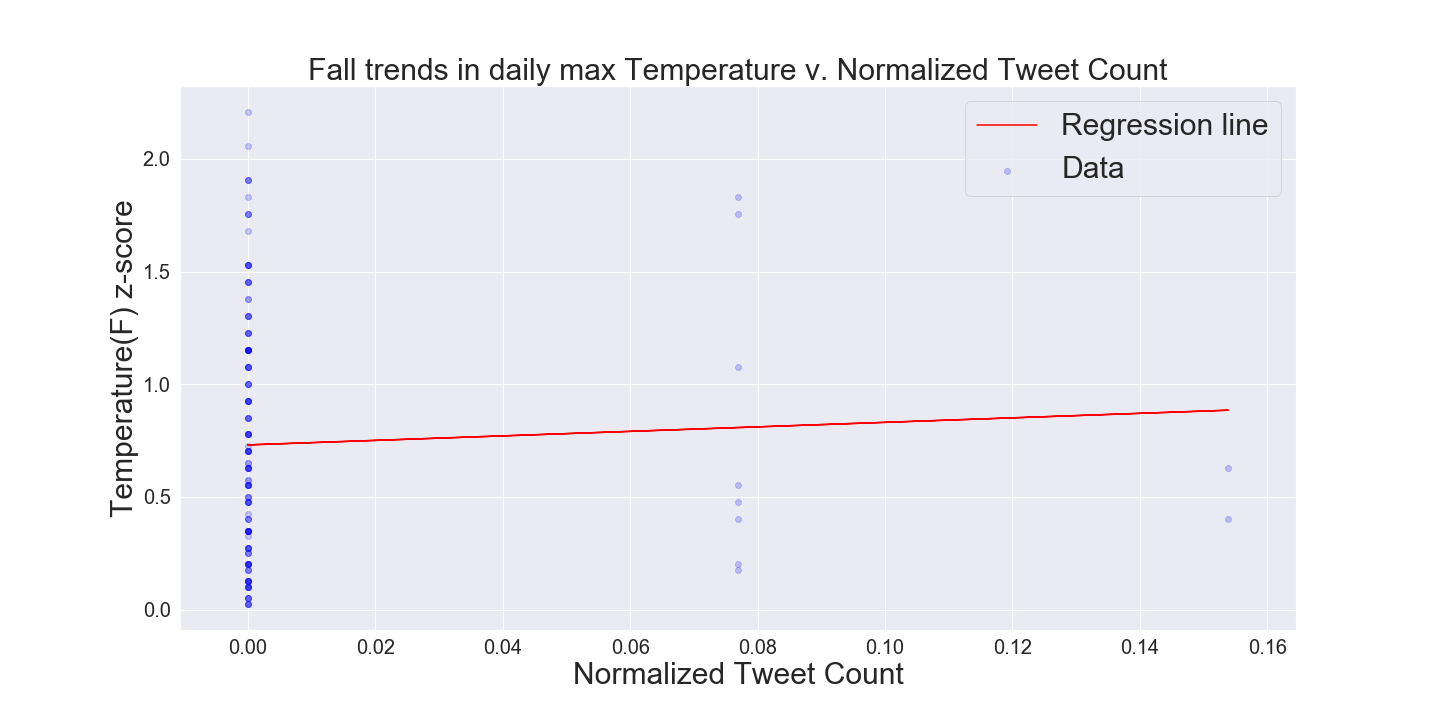 Fall trends in daily max Temperature v. Normalized Tweet Count
Regression line
Data
Temperature(F) z-score
2.0
1.5
1.0
0.5
0.0
0.00 0.02 0.04 0.06 0.08 0.10 0.12 0.14 0.16
Normalized Tweet Count